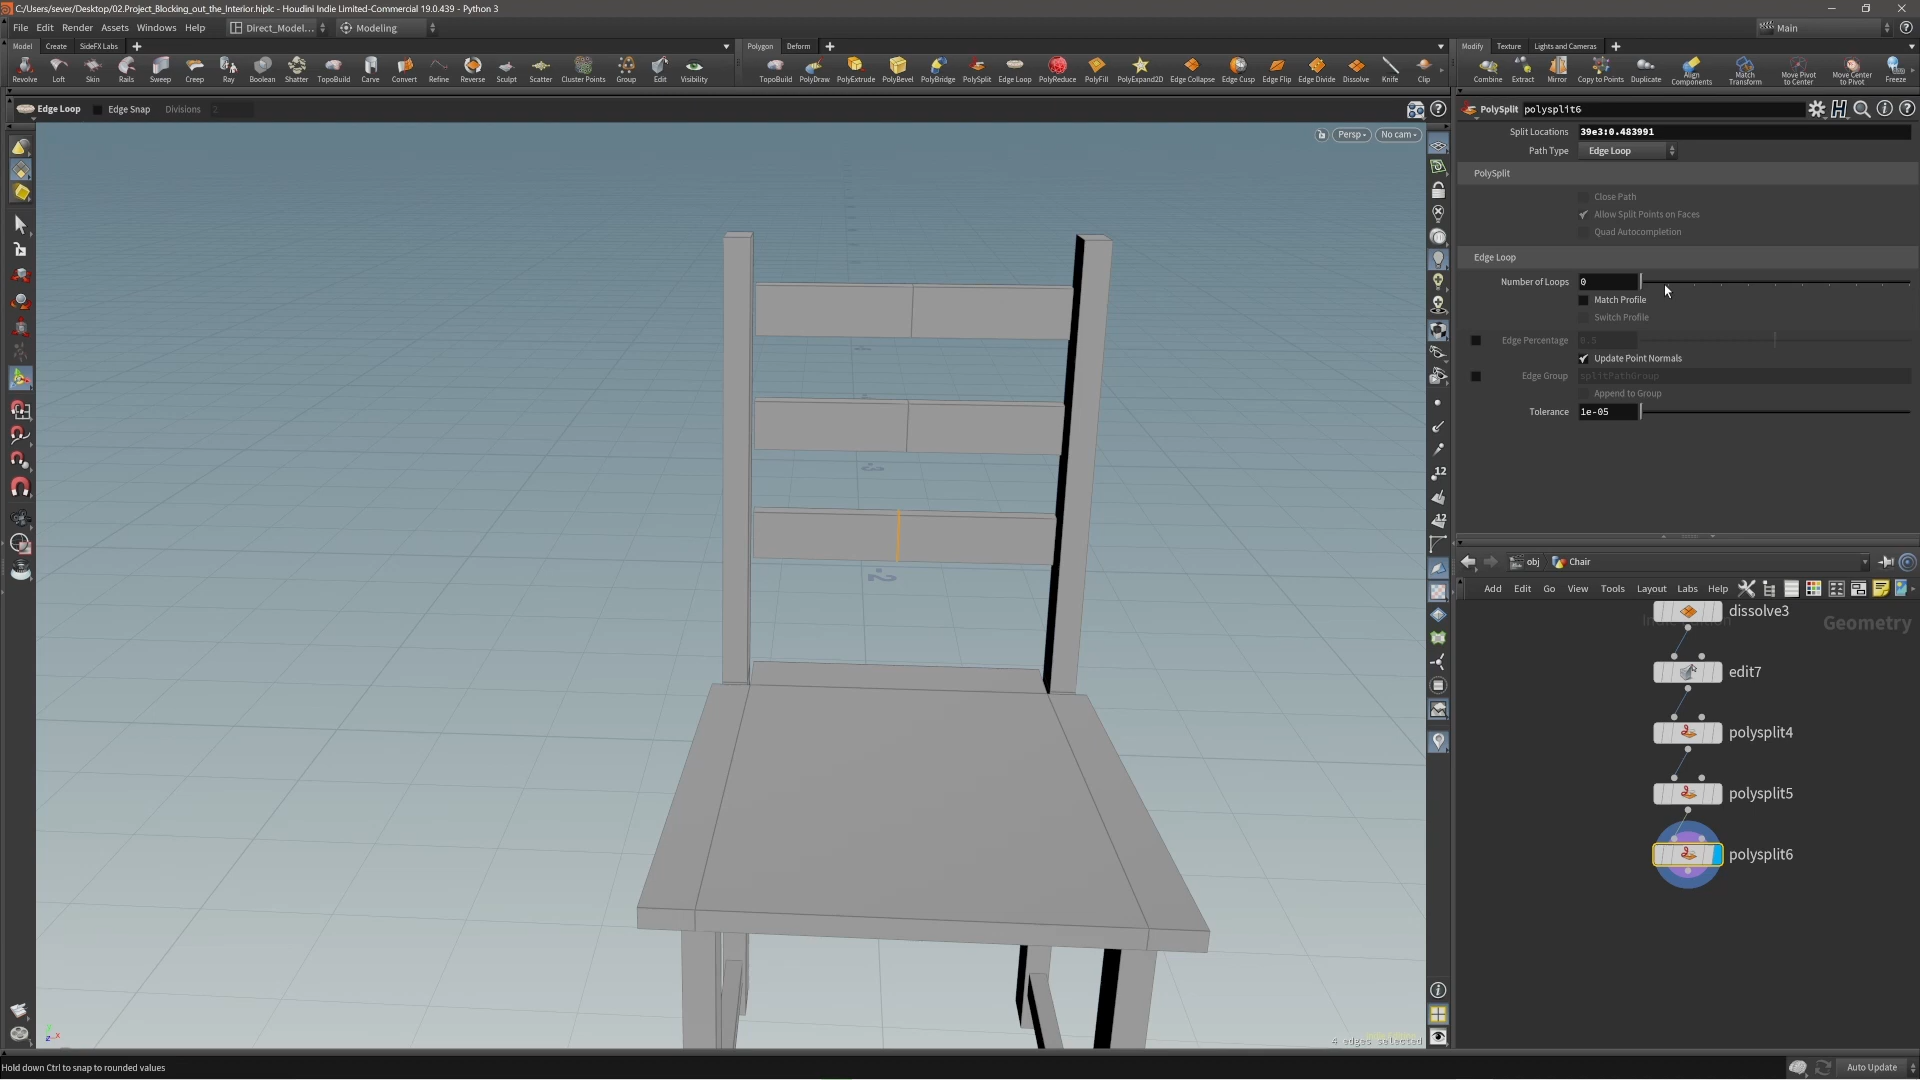 C:/Users/sever/Desktop/02.Project_Blocking_out_the_Interior.hiplc - Houdini Indie Limited-Commercial 19.0.439 - Python 3
File Edit Render Assets Windows Help Direct_Model... Modeling Main
Model Create SideFX Labs Polygon Deform Modify Texture Lights and Cameras
Revolve Loft Skin Rails Sweep Creep Ray Boolean Shatter TopoBuild Carve Convert Refine Reverse Sculpt Scatter Cluster Points Group Edit Visibility
TopoBuild PolyDraw PolyExtrude PolyBevel PolyBridge PolySplit Edge Loop PolyReduce PolyFill PolyExpand2D Edge Collapse Edge Cusp Edge Flip Edge Divide Dissolve Knife Clip
Combine Extract Mirror Copy to Points Duplicate Align Components Match Transform Move Pivot to Center Move Center to Pivot Freeze
Edge Loop Edge Snap Divisions 2
PolySplit polysplit6
Persp No cam
Split Locations 39e3:0.483991
Path Type Edge Loop
PolySplit
Close Path
Allow Split Points on Faces
Quad Autocompletion
Edge Loop
Number of Loops 0
Match Profile
Switch Profile
Edge Percentage 0.5
Update Point Normals
Edge Group splitPathGroup
Append to Group
Tolerance 1e-05
12
12
obj Chair
Add Edit Go View Tools Layout Labs Help
dissolve3
Geometry
edit7
polysplit4
polysplit5
polysplit6
4 edges selected
y
z x
Hold down Ctrl to snap to rounded values
Auto Update